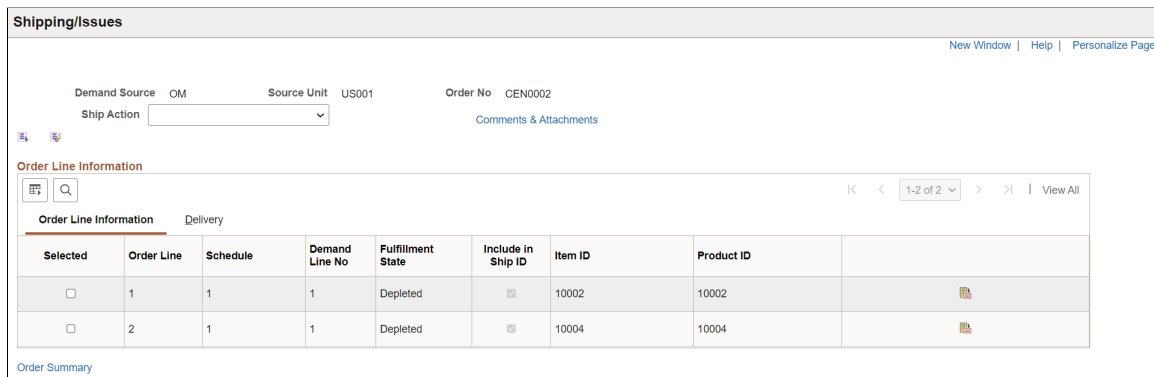 Shipping/Issues
New Window | Help | Personalize Page
Demand Source OM Source Unit US001 Order No CEN0002
Ship Action Comments & Attachments
Order Line Information
1-2 of 2 | View All
Order Line Information Delivery
Selected Order Line Schedule Demand Line No Fulfillment State Include in Ship ID Item ID Product ID
1 1 1 Depleted 10002 10002
2 1 1 Depleted 10004 10004
Order Summary